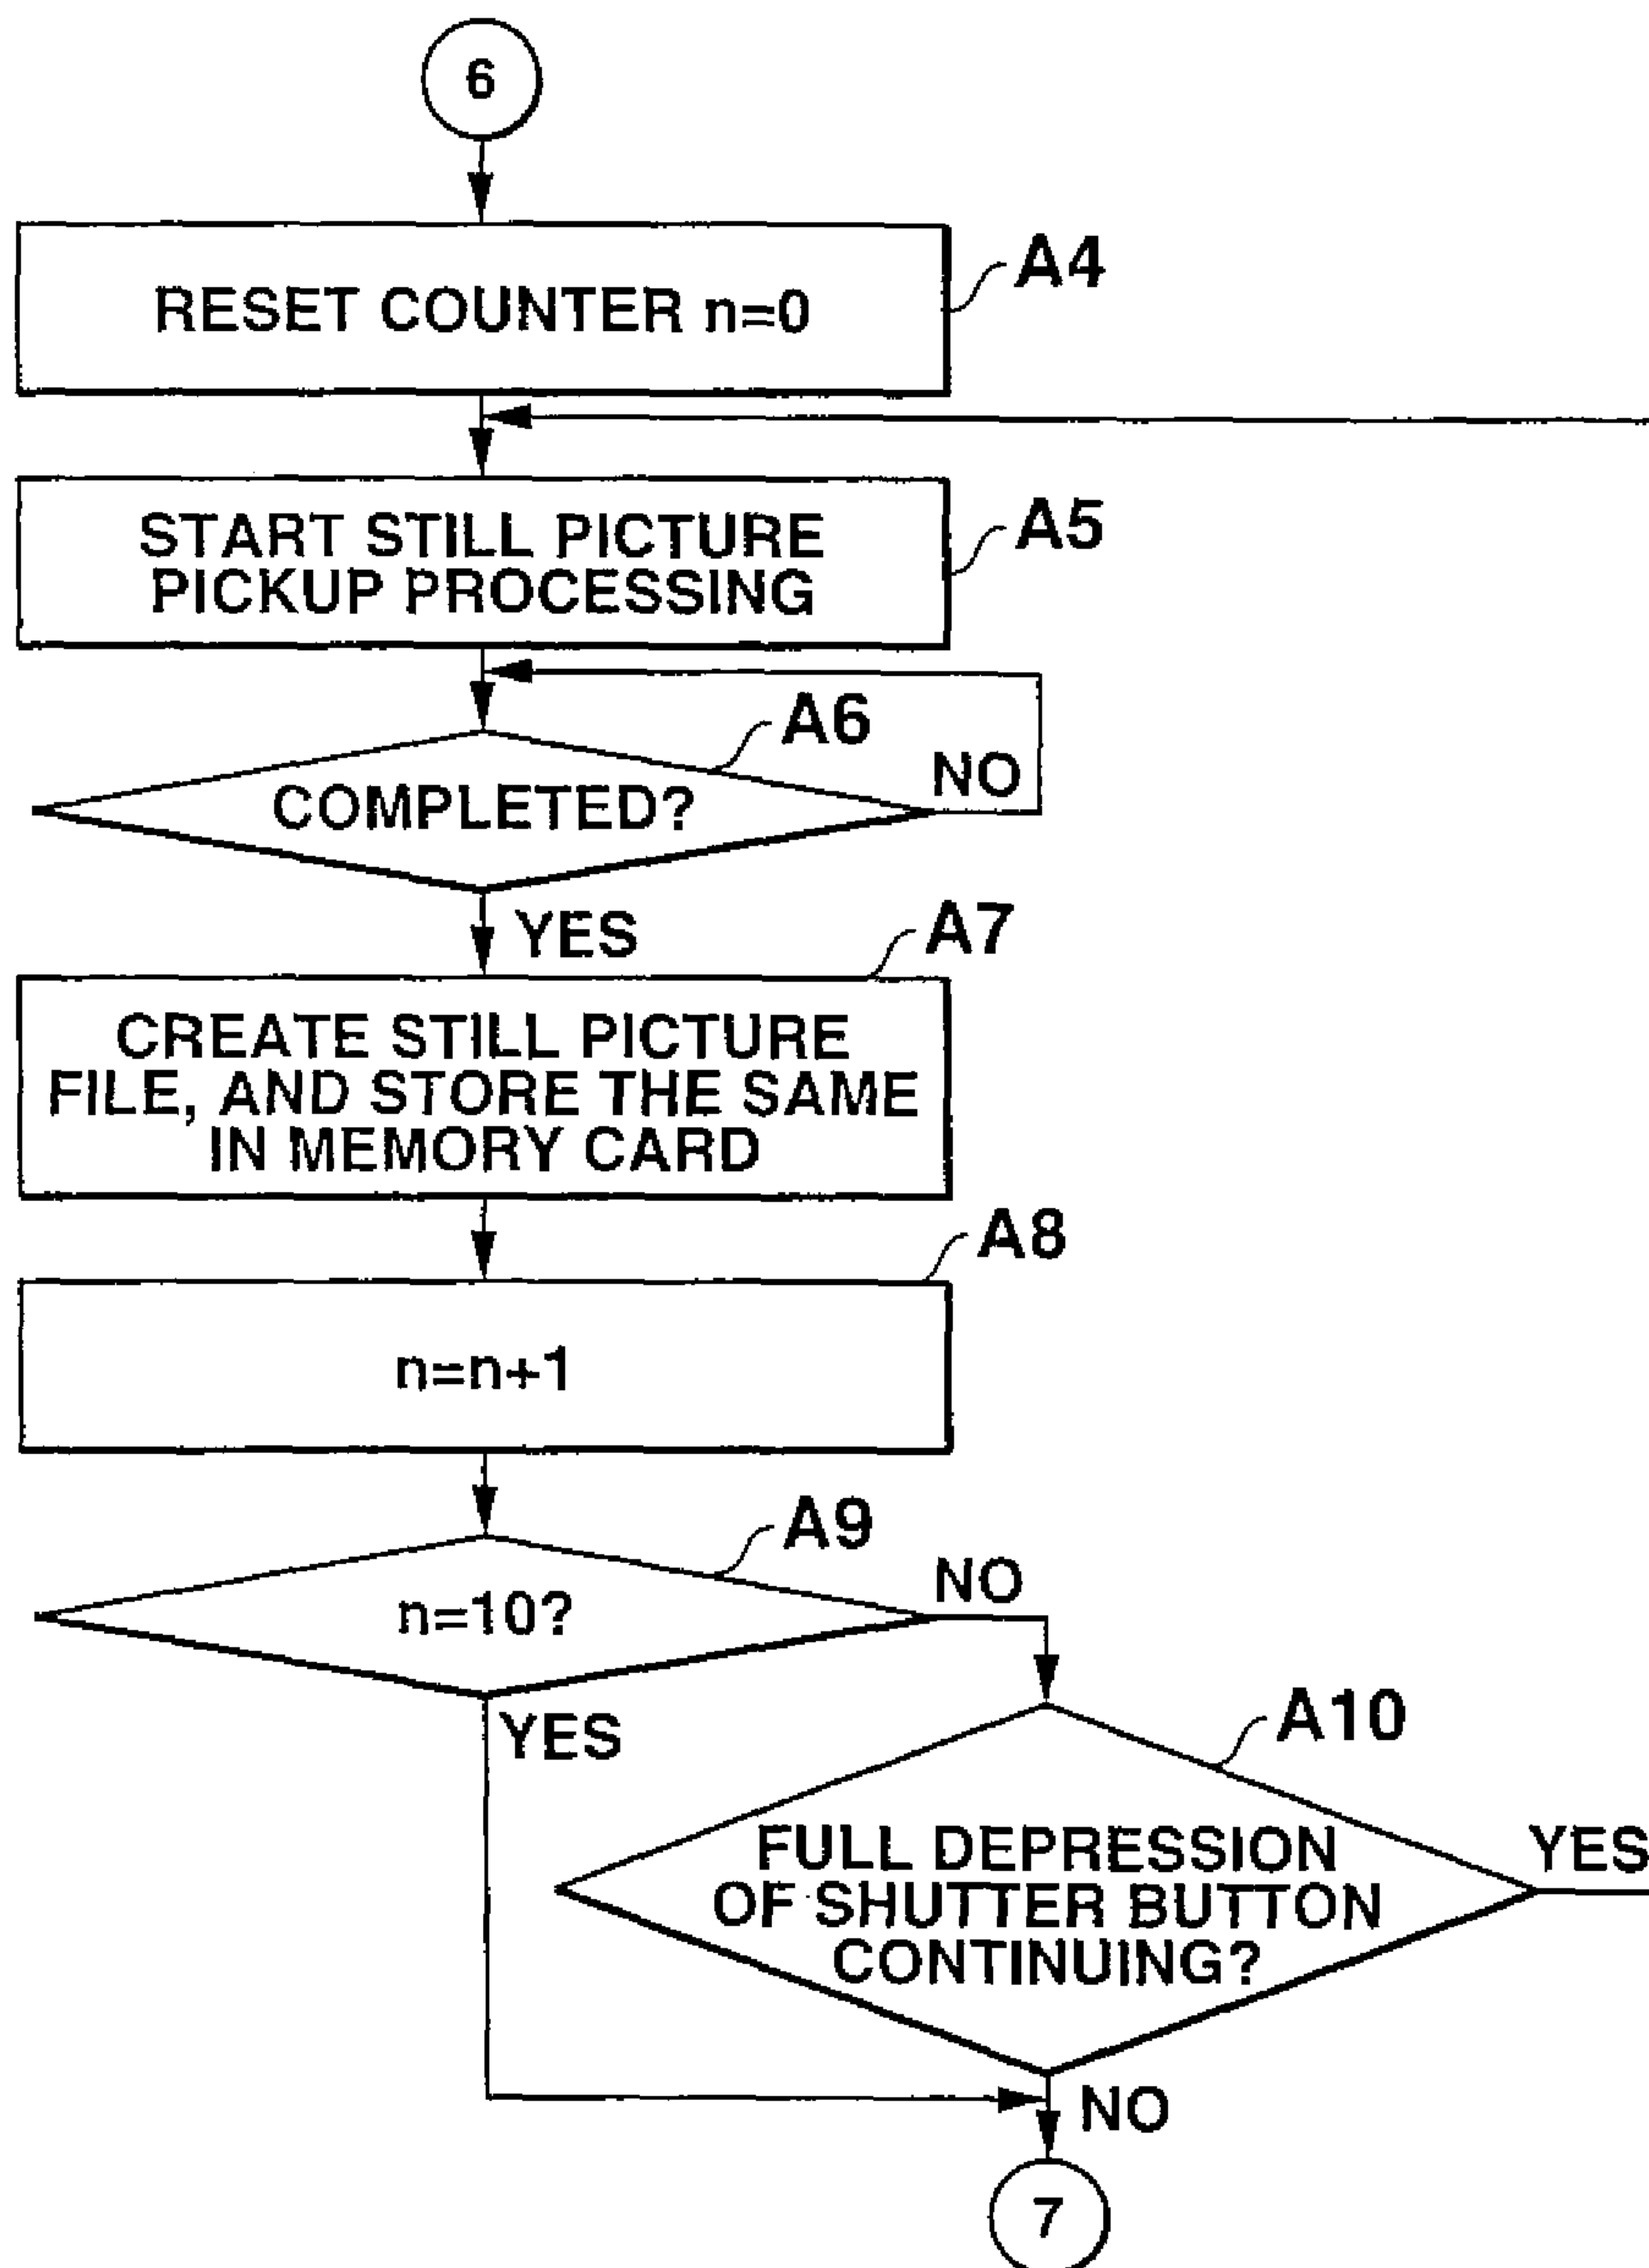 6
RESET COUNTER n=0
A4
START STILL PICTURE
PICKUP PROCESSING
A5
COMPLETED?
A6
NO
YES
CREATE STILL PICTURE
FILE, AND STORE THE SAME
IN MEMORY CARD
A7
n=n+1
A8
n=10?
A9
NO
YES
FULL DEPRESSION
OF SHUTTER BUTTON
CONTINUING?
A10
YES
NO
7